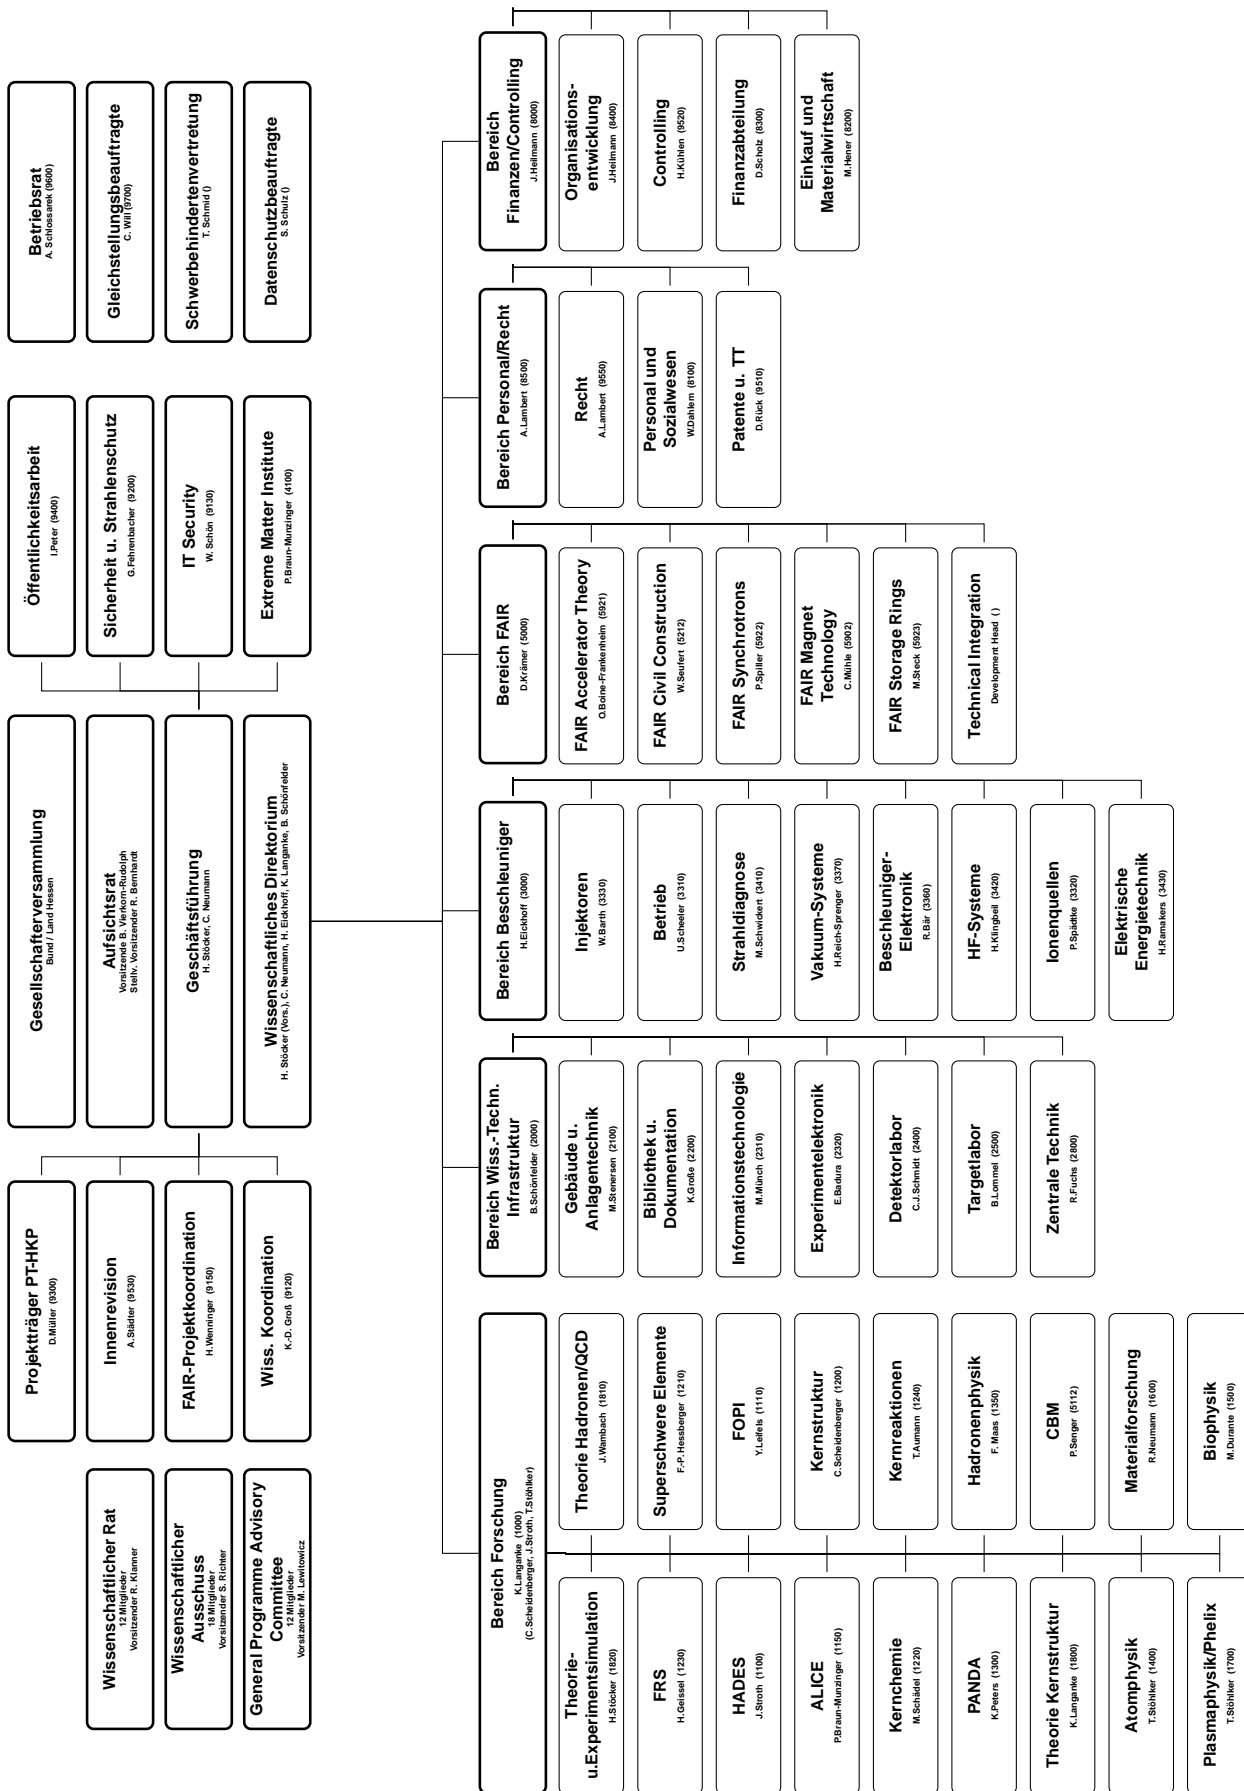 Wissenschaftlicher Rat
12 Mitglieder
Vorsitzender R. Klanner
Wissenschaftlicher
Ausschuss
18 Mitglieder
Vorsitzender S. Richter
General Programme Advisory
Committee
12 Mitglieder
Vorsitzender M. Lewitowicz
Projektträger PT-HKP
D.Müller (9300)
Innenrevision
A.Städter (9530)
FAIR-Projektkoordination
H.Wenninger (9150)
Wiss. Koordination
K.-D. Groß (9120)
Gesellschafterversammlung
Bund / Land Hessen
Aufsichtsrat
Vorsitzende B. Vierkorn-Rudolph
Stellv. Vorsitzender R. Bernhardt
Geschäftsführung
H. Stöcker, C. Neumann
Wissenschaftliches Direktorium
H. Stöcker (Vors.), C. Neumann, H. Eickhoff, K. Langanke, B. Schönfelder
Öffentlichkeitsarbeit
I.Peter (9400)
Sicherheit u. Strahlenschutz
G.Fehrenbacher (9200)
IT Security
W. Schön (9130)
Extreme Matter Institute
P.Braun-Munzinger (4100)
Betriebsrat
A. Schlossarek (9600)
Gleichstellungsbeauftragte
C. Will (9700)
Schwerbehindertenvertretung
T. Schmid ()
Datenschutzbeauftragte
S. Schulz ()
Bereich Forschung
K.Langanke (1000)
(C.Scheidenberger, J.Stroth, T.Stöhlker)
Theorie-
u.Experimentsimulation
H.Stöcker (1820)
Theorie Hadronen/QCD
J.Wambach (1810)
FRS
H.Geissel (1230)
Superschwere Elemente
F.-P. Hessberger (1210)
HADES
J.Stroth (1100)
FOPI
Y.Leifels (1110)
ALICE
P.Braun-Munzinger (1150)
Kernstruktur
C.Scheidenberger (1200)
Kernchemie
M.Schädel (1220)
Kernreaktionen
T.Aumann (1240)
PANDA
K.Peters (1300)
Hadronenphysik
F. Maas (1350)
Theorie Kernstruktur
K.Langanke (1800)
CBM
P.Senger (5112)
Atomphysik
T.Stöhlker (1400)
Materialforschung
R.Neumann (1600)
Plasmaphysik/Phelix
T.Stöhlker (1700)
Biophysik
M.Durante (1500)
Bereich Wiss.-Techn.
Infrastruktur
B.Schönfelder (2000)
Gebäude u.
Anlagentechnik
M.Stenersen (2100)
Bibliothek u.
Dokumentation
K.Große (2200)
Informationstechnologie
M.Münch (2310)
Experimentelektronik
E.Badura (2320)
Detektorlabor
C.J.Schmidt (2400)
Targetlabor
B.Lommel (2500)
Zentrale Technik
R.Fuchs (2800)
Bereich Beschleuniger
H.Eickhoff (3000)
Injektoren
W.Barth (3330)
Betrieb
U.Scheeler (3310)
Strahldiagnose
M.Schwickert (3410)
Vakuum-Systeme
H.Reich-Sprenger (3370)
Beschleuniger-
Elektronik
R.Bär (3360)
HF-Systeme
H.Klingbeil (3420)
Ionenquellen
P.Spädtke (3320)
Elektrische
Energietechnik
H.Ramakers (3430)
Bereich FAIR
D.Krämer (5000)
FAIR Accelerator Theory
O.Boine-Frankenheim (5921)
FAIR Civil Construction
W.Seufert (5212)
FAIR Synchrotrons
P.Spiller (5922)
FAIR Magnet
Technology
C.Mühle (5902)
FAIR Storage Rings
M.Steck (5923)
Technical Integration
Development Head ()
Bereich Personal/Recht
A.Lambert (8500)
Recht
A.Lambert (9550)
Personal und
Sozialwesen
W.Dahlem (8100)
Patente u. TT
D.Rück (9510)
Bereich
Finanzen/Controlling
J.Heilmann (8000)
Organisations-
entwicklung
J.Heilmann (8400)
Controlling
H.Kühlen (9520)
Finanzabteilung
D.Scholz (8300)
Einkauf und
Materialwirtschaft
M.Hener (8200)